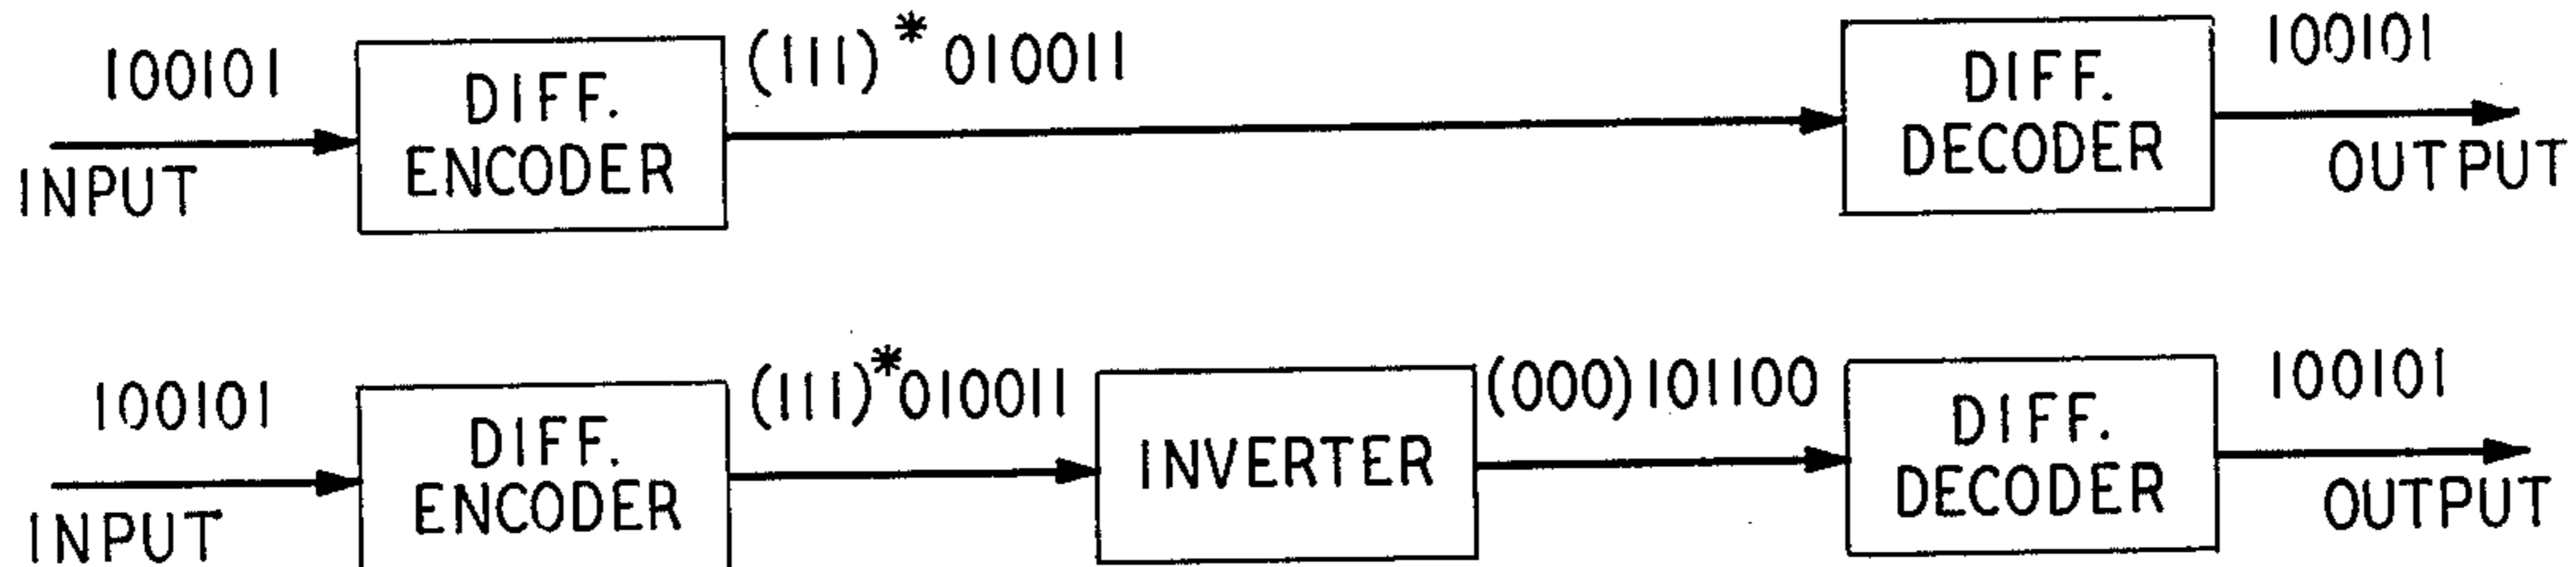 100101
DIFF.
ENCODER
(111)* 010011
DIFF.
DECODER
100101
INPUT
OUTPUT
100101
DIFF.
ENCODER
(111)*010011
INVERTER
(000)101100
DIFF.
DECODER
100101
INPUT
OUTPUT